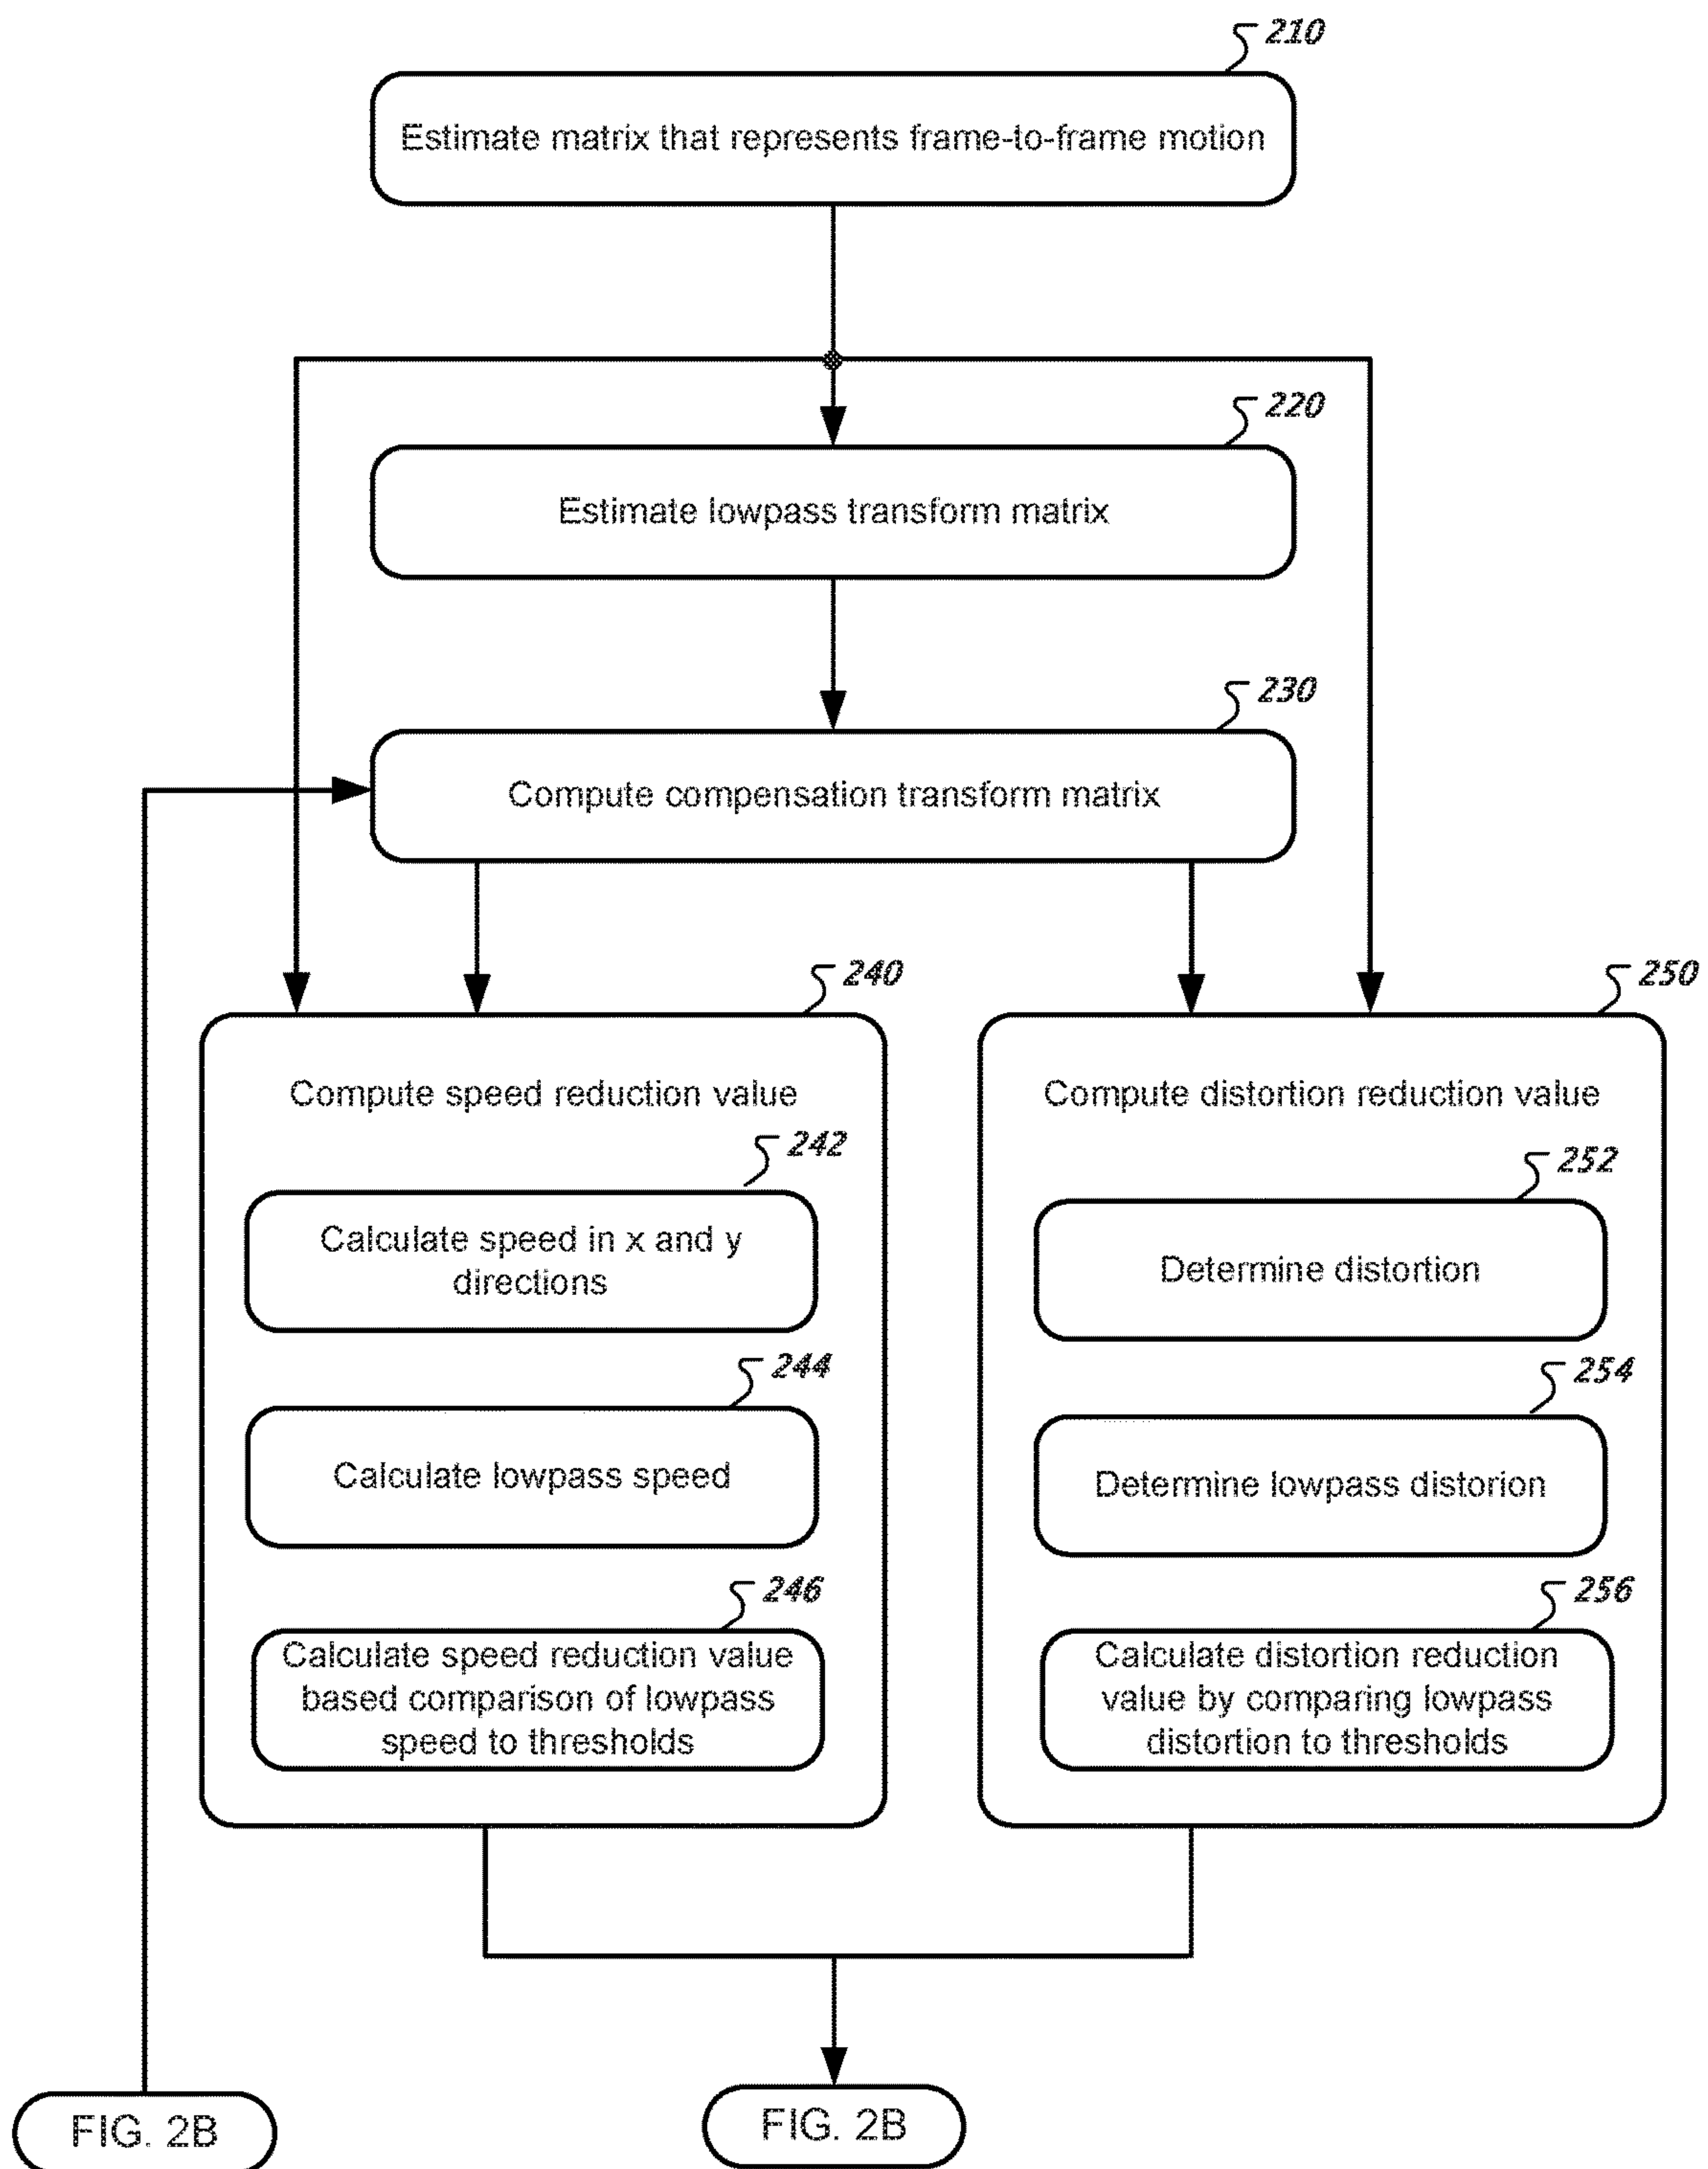 210
Estimate matrix that represents frame-to-frame motion
220
Estimate lowpass transform matrix
230
Compute compensation transform matrix
240
Compute speed reduction value
242
Calculate speed in x and y
directions
244
Calculate lowpass speed
246
Calculate speed reduction value
based comparison of lowpass
speed to thresholds
250
Compute distortion reduction value
252
Determine distortion
254
Determine lowpass distorion
256
Calculate distortion reduction
value by comparing lowpass
distortion to thresholds
FIG. 2B
FIG. 2B